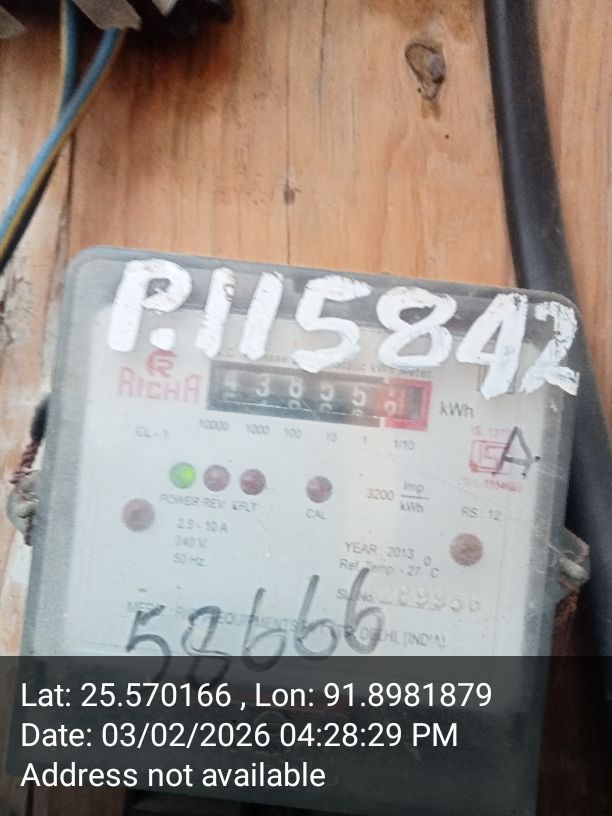 P.115842
RICHA
kWh
10000 1000 100 10 1 1/10
CL - 1
POWER REV. EFLT
CAL
3200 Imp/kWh
RS : 12
2.5 - 10 A
240 V.
50 Hz.
YEAR 2013
Ref. Temp. - 27 °C
SL. No.
DELHI, (INDIA)
58666
Lat: 25.570166 , Lon: 91.8981879
Date: 03/02/2026 04:28:29 PM
Address not available